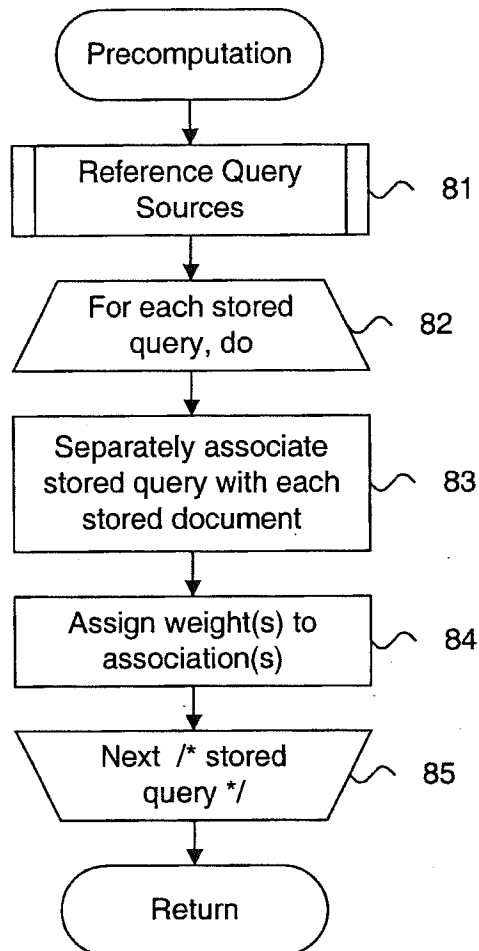 Precomputation
Reference Query
Sources
81
For each stored
query, do
82
Separately associate
stored query with each
stored document
83
Assign weight(s) to
association(s)
84
Next /* stored
query */
85
Return